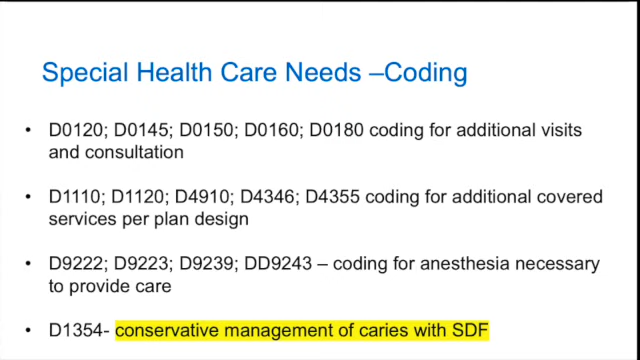 Special Health Care Needs –Coding
• D0120; D0145; D0150; D0160; D0180 coding for additional visits
and consultation
• D1110; D1120; D4910; D4346; D4355 coding for additional covered
services per plan design
• D9222; D9223; D9239; DD9243 – coding for anesthesia necessary
to provide care
• D1354- conservative management of caries with SDF